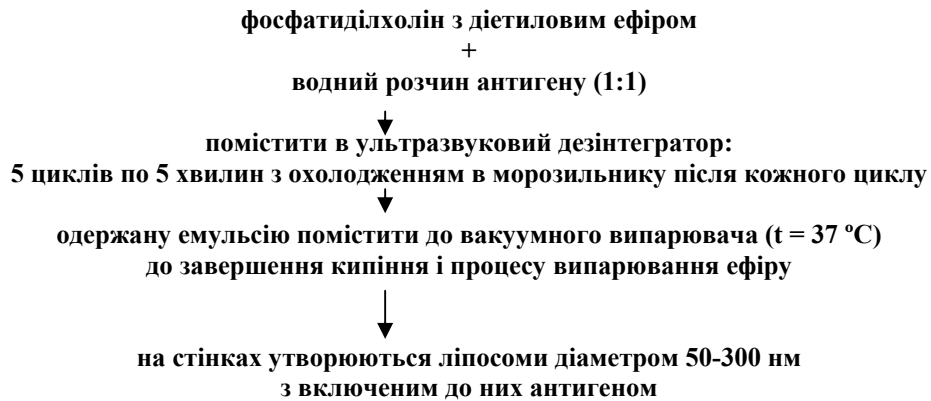 фосфатиділхолін з діетиловим ефіром
+
водний розчин антигену (1:1)
помістити в ультразвуковий дезінтегратор:
5 циклів по 5 хвилин з охолодженням в морозильнику після кожного циклу
одержану емульсію помістити до вакуумного випарювача (t = 37 ºС)
до завершення кипіння і процесу випарювання ефіру
на стінках утворюються ліпосоми діаметром 50-300 нм
з включеним до них антигеном